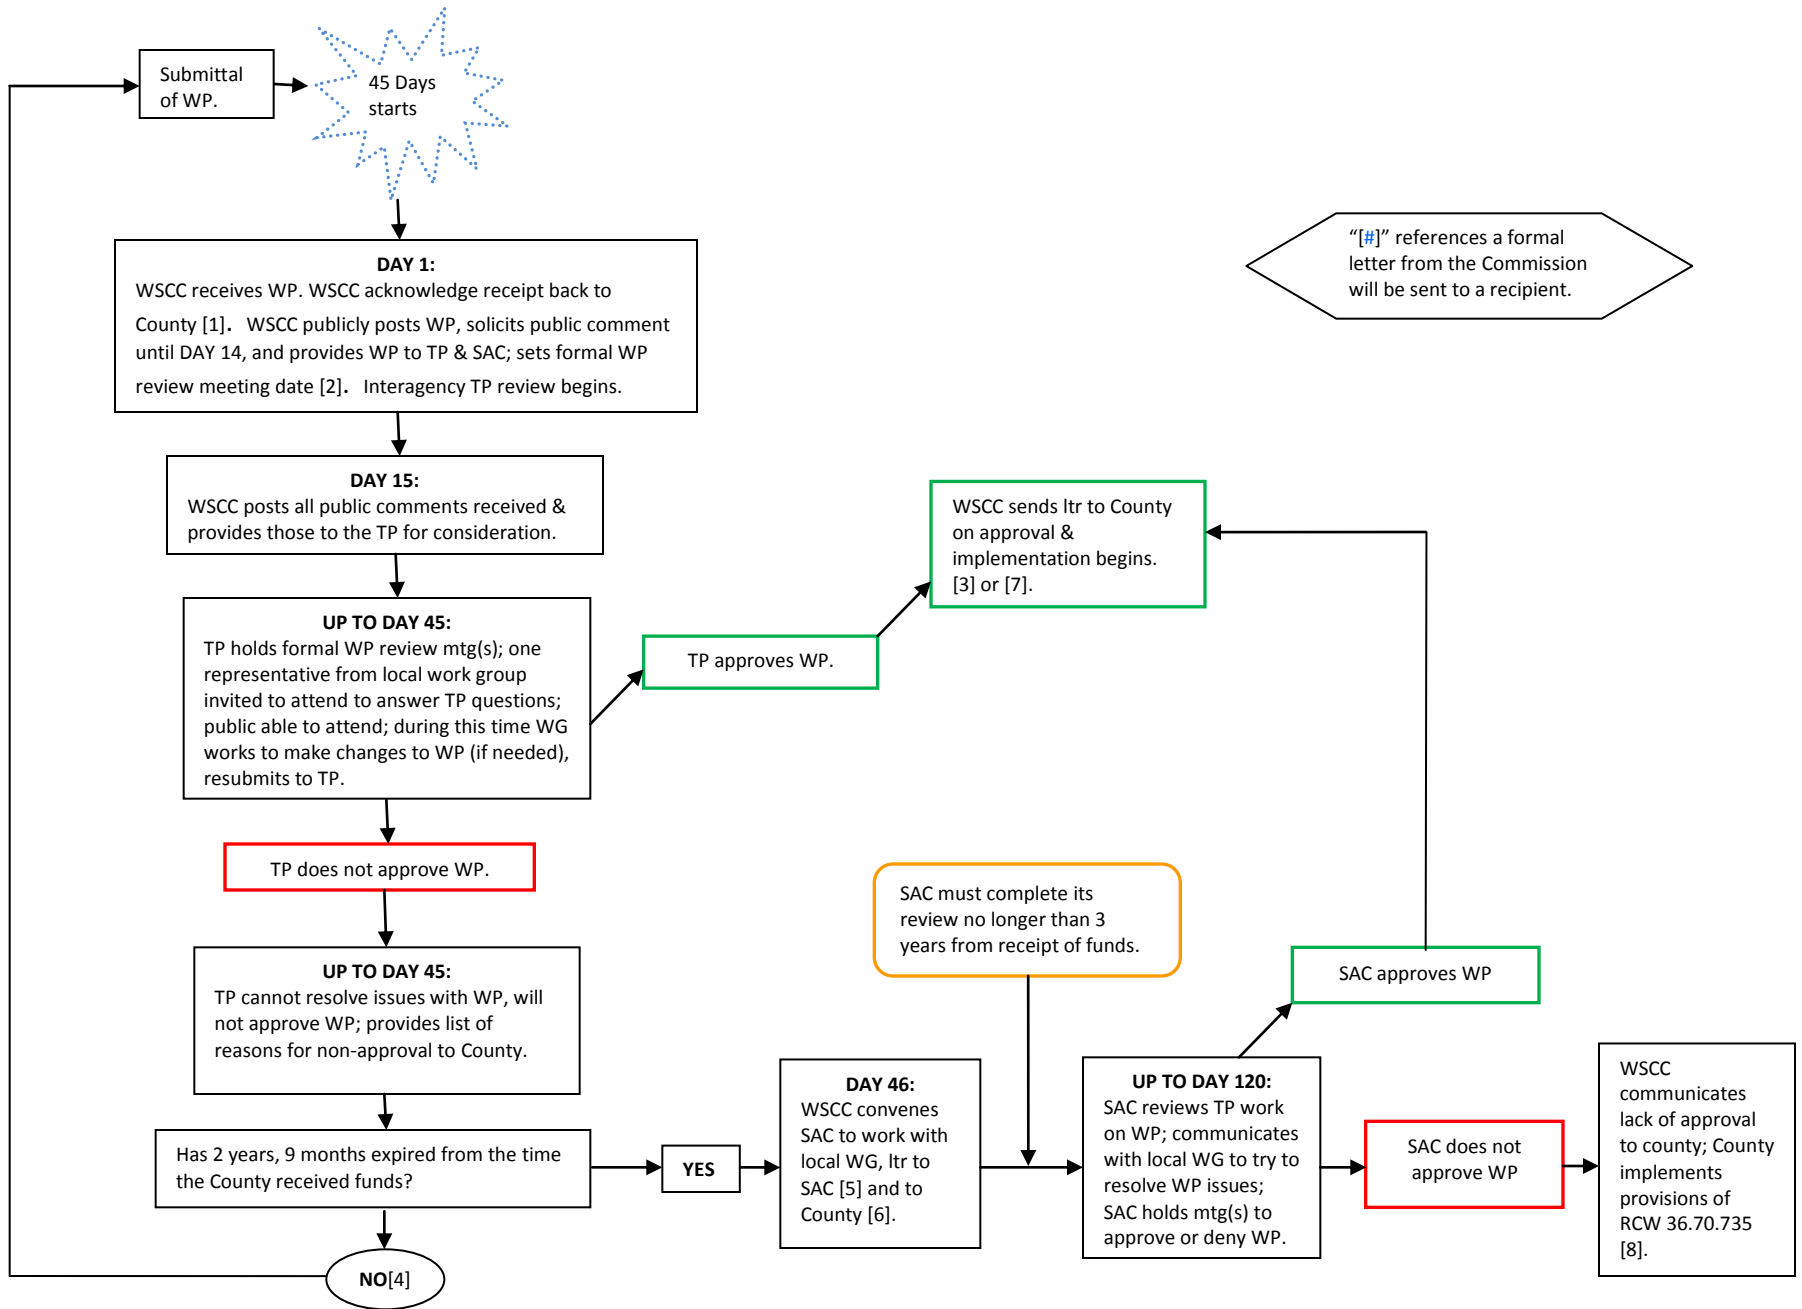 Submittal
of WP.
45 Days
starts
"[#]" references a formal
letter from the Commission
will be sent to a recipient.
DAY 1:
WSCC receives WP. WSCC acknowledge receipt back to
County [1]. WSCC publicly posts WP, solicits public comment
until DAY 14, and provides WP to TP & SAC; sets formal WP
review meeting date [2]. Interagency TP review begins.
DAY 15:
WSCC posts all public comments received &
provides those to the TP for consideration.
WSCC sends ltr to County
on approval &
implementation begins.
[3] or [7].
UP TO DAY 45:
TP holds formal WP review mtg(s); one
representative from local work group
invited to attend to answer TP questions;
public able to attend; during this time WG
works to make changes to WP (if needed),
resubmits to TP.
TP approves WP.
TP does not approve WP.
SAC must complete its
review no longer than 3
years from receipt of funds.
UP TO DAY 45:
TP cannot resolve issues with WP, will
not approve WP; provides list of
reasons for non-approval to County.
SAC approves WP
Has 2 years, 9 months expired from the time
the County received funds?
YES
DAY 46:
WSCC convenes
SAC to work with
local WG, ltr to
SAC [5] and to
County [6].
UP TO DAY 120:
SAC reviews TP work
on WP; communicates
with local WG to try to
resolve WP issues;
SAC holds mtg(s) to
approve or deny WP.
SAC does not
approve WP
WSCC
communicates
lack of approval
to county; County
implements
provisions of
RCW 36.70.735
[8].
NO[4]